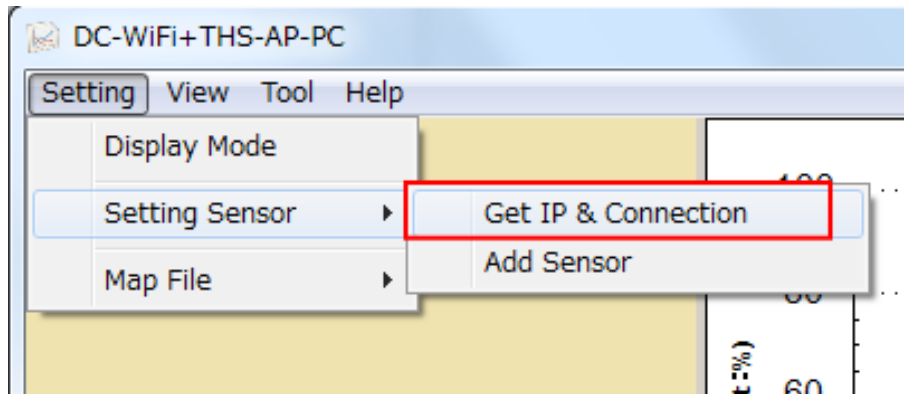 DC-WiFi+THS-AP-PC
Setting View Tool Help
Display Mode
Setting Sensor
Get IP & Connection
Add Sensor
Map File
60